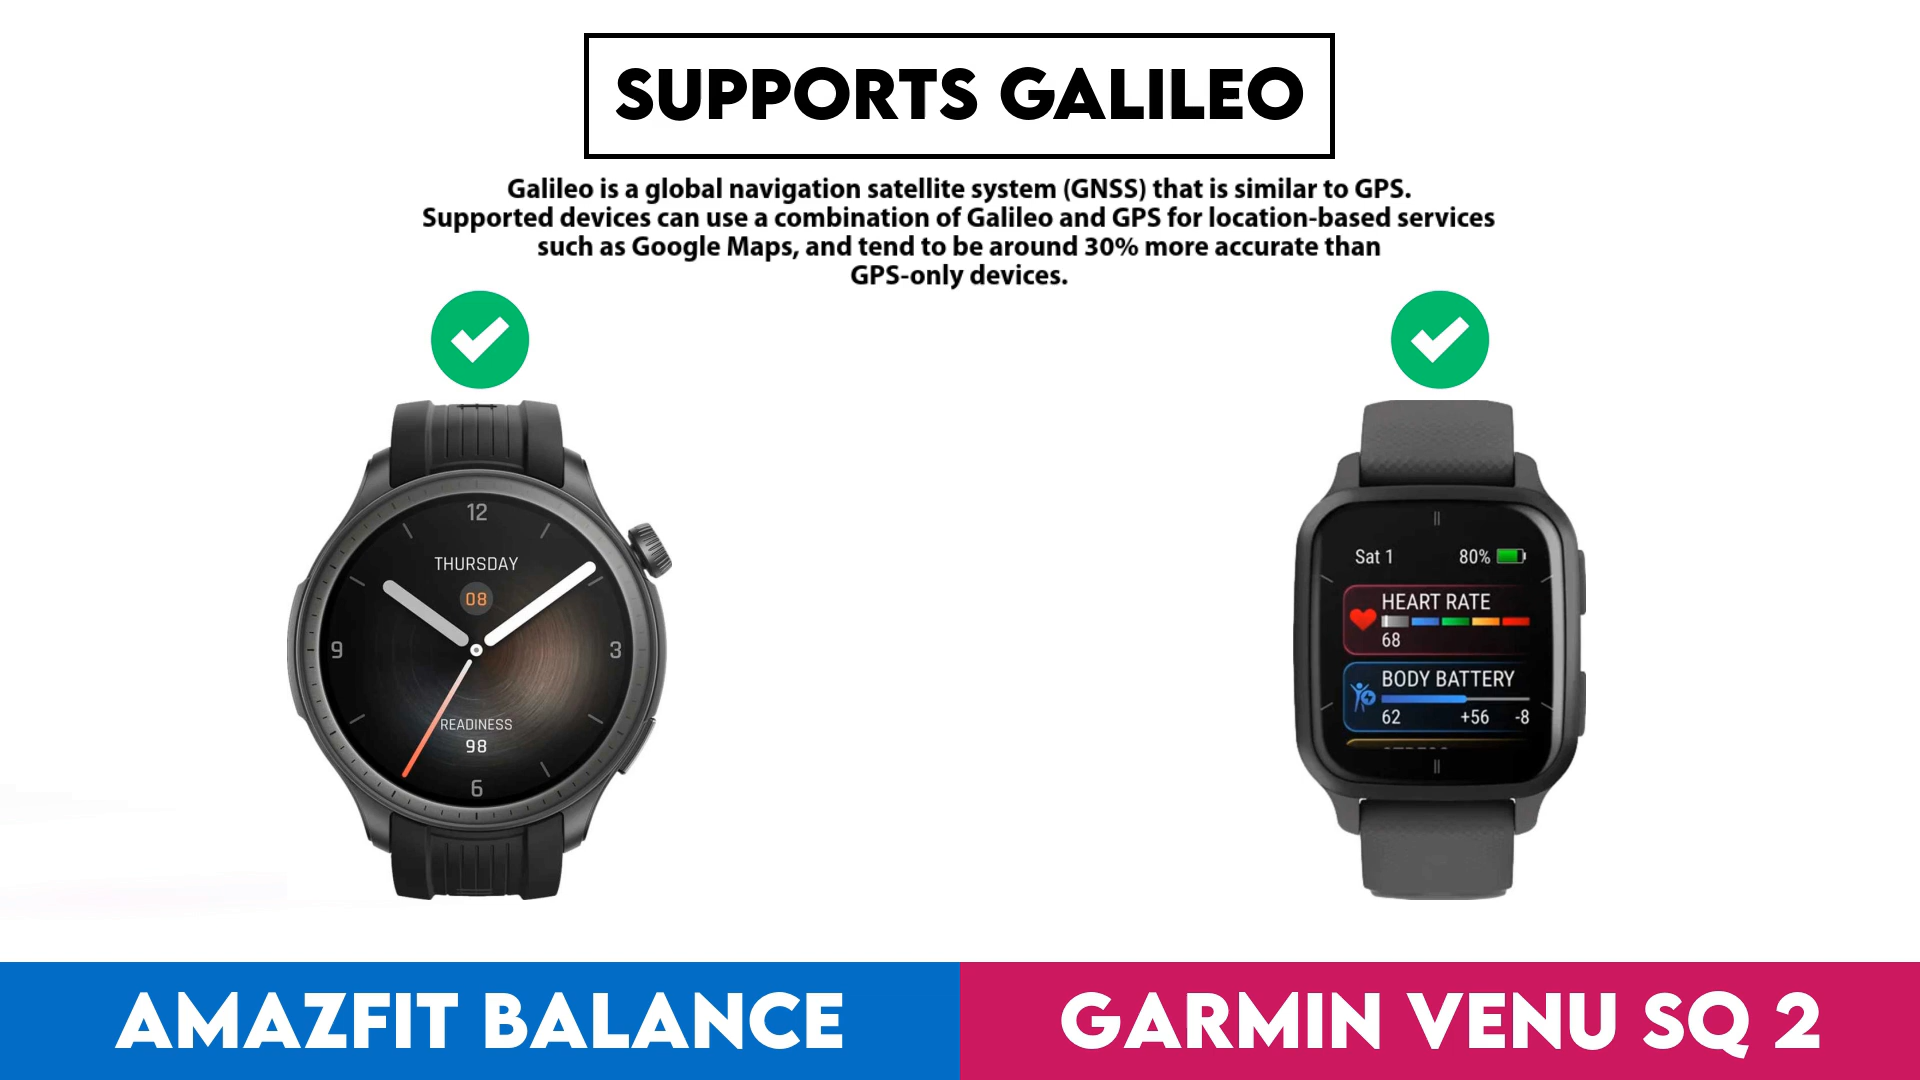 SUPPORTS GALILEO
Galileo is a global navigation satellite system (GNSS) that is similar to GPS.
Supported devices can use a combination of Galileo and GPS for location-based services
such as Google Maps, and tend to be around 30% more accurate than
GPS-only devices.
12
THURSDAY
08
9
3
READINESS
98
6
Sat 1 80%
HEART RATE
68
BODY BATTERY
62 +56 -8
AMAZFIT BALANCE
GARMIN VENU SQ 2